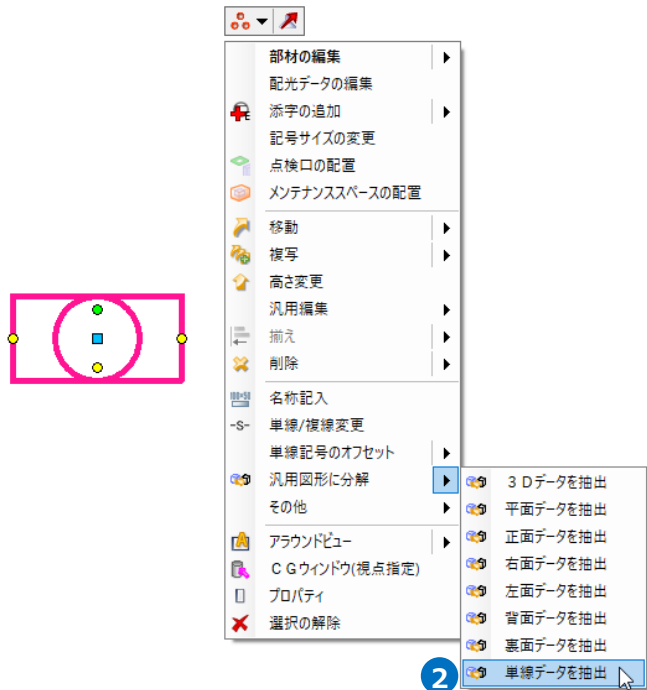 部材の編集
配光データの編集
添字の追加
記号サイズの変更
点検口の配置
メンテナンススペースの配置
移動
複写
高さ変更
汎用編集
揃え
削除
100×50
名称記入
-S-
単線/複線変更
単線記号のオフセット
汎用図形に分解
その他
アラウンドビュー
CGウィンドウ(視点指定)
プロパティ
選択の解除
3Dデータを抽出
平面データを抽出
正面データを抽出
右面データを抽出
左面データを抽出
背面データを抽出
裏面データを抽出
2
単線データを抽出